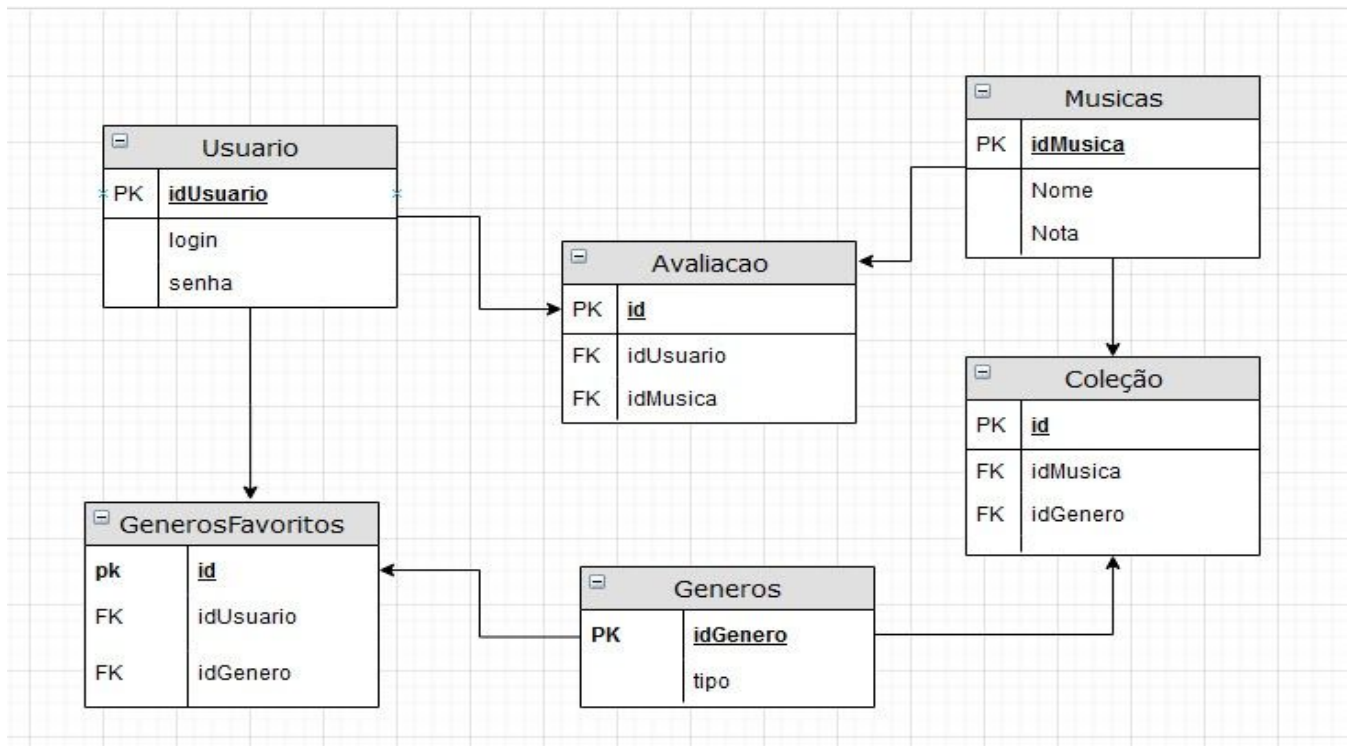 Usuario
PK idUsuario
login
senha
Musicas
PK idMusica
Nome
Nota
Avaliacao
PK id
FK idUsuario
FK idMusica
Coleção
PK id
FK idMusica
FK idGenero
GenerosFavoritos
pk id
FK idUsuario
FK idGenero
Generos
PK idGenero
tipo